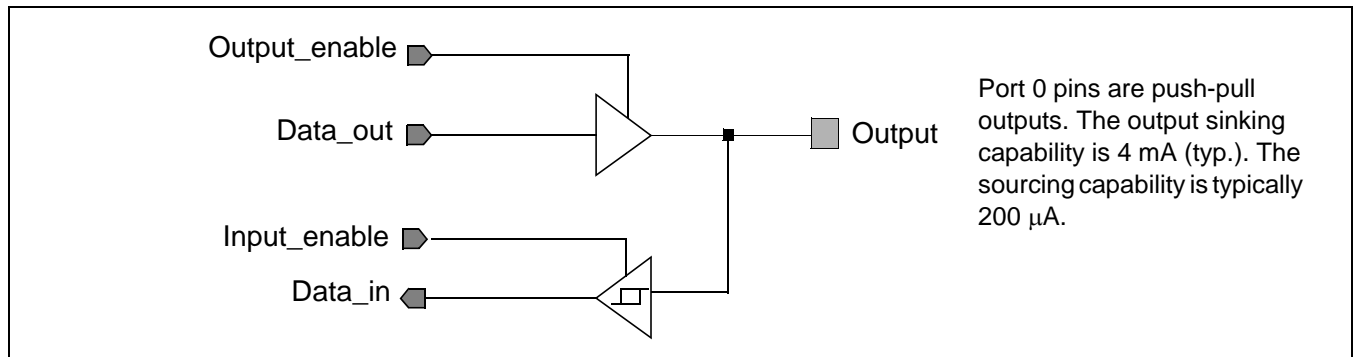 Output_enable
Data_out
Output
Input_enable
Data_in
Port 0 pins are push-pull
outputs. The output sinking
capability is 4 mA (typ.). The
sourcing capability is typically
200 μA.